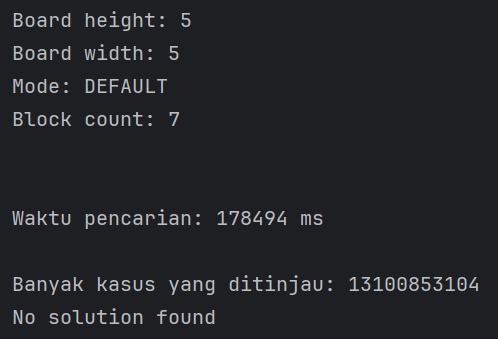 Board height: 5
Board width: 5
Mode: DEFAULT
Block count: 7
Waktu pencarian: 178494 ms
Banyak kasus yang ditinjau: 13100853104
No solution found